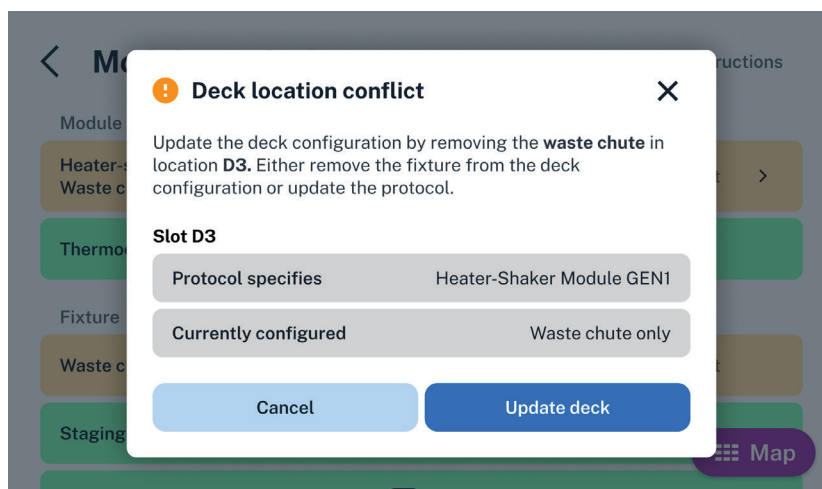 Mo
ructions
Deck location conflict
Module
Update the deck configuration by removing the waste chute in
location D3. Either remove the fixture from the deck
configuration or update the protocol.
Heater-s
Waste c
Slot D3
Thermo
Protocol specifies Heater-Shaker Module GEN1
Fixture
Currently configured Waste chute only
Waste c
Cancel Update deck
Staging
Map